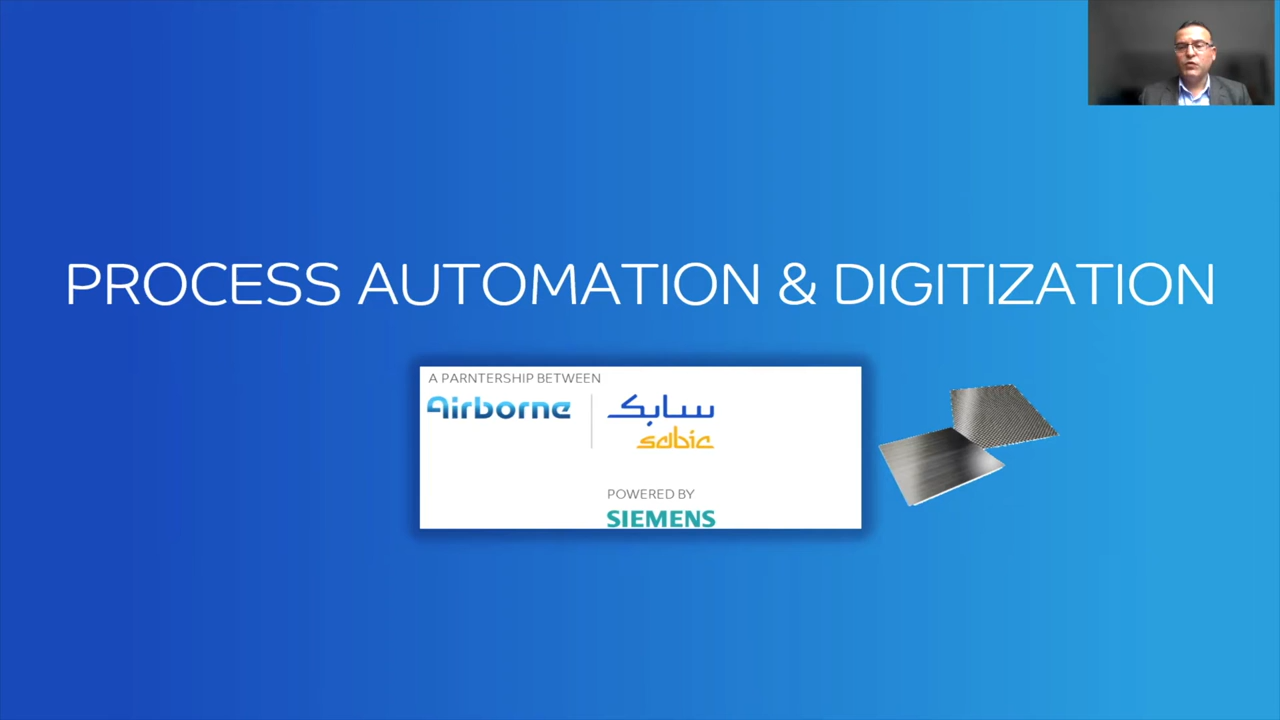 PROCESS AUTOMATION & DIGITIZATION
A PARNTERSHIP BETWEEN
airborne
سابك
sabic
POWERED BY
SIEMENS